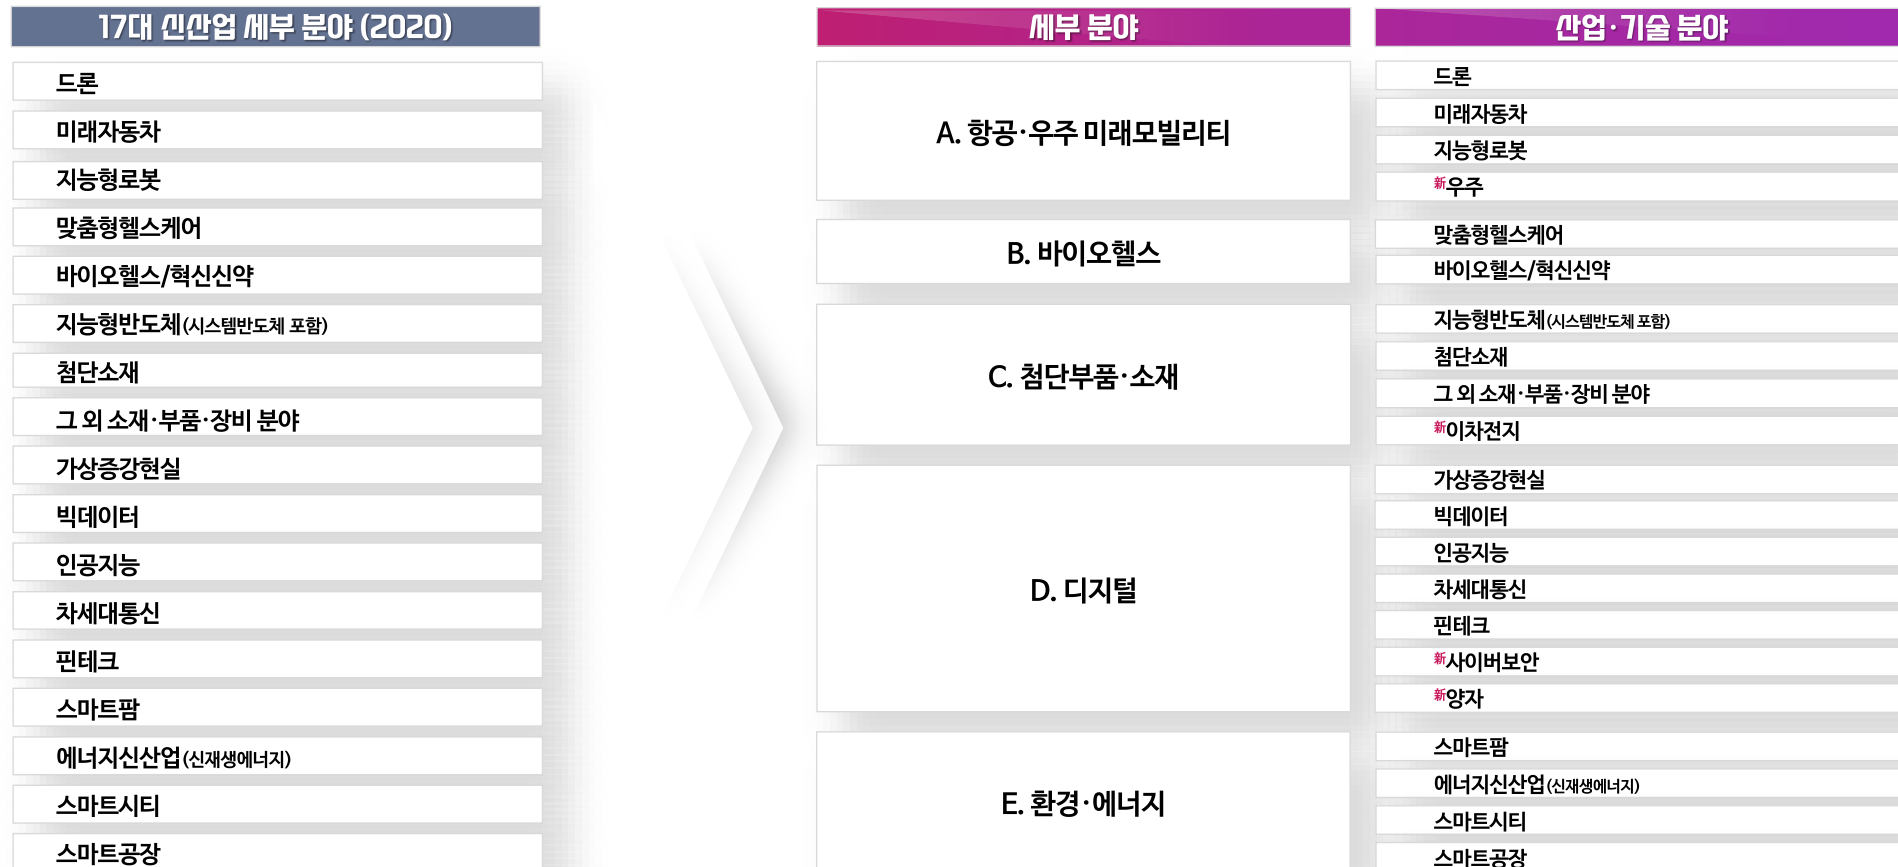 17대 신산업 세부 분야 (2020)
드론
미래자동차
지능형로봇
맞춤형헬스케어
바이오헬스/혁신신약
지능형반도체(시스템반도체 포함)
첨단소재
그 외 소재·부품·장비 분야
가상증강현실
빅데이터
인공지능
차세대통신
핀테크
스마트팜
에너지신산업(신재생에너지)
스마트시티
스마트공장
세부 분야
A. 항공·우주 미래모빌리티
B. 바이오헬스
C. 첨단부품·소재
D. 디지털
E. 환경·에너지
산업·기술 분야
드론
미래자동차
지능형로봇
新우주
맞춤형헬스케어
바이오헬스/혁신신약
지능형반도체(시스템반도체 포함)
첨단소재
그 외 소재·부품·장비 분야
新이차전지
가상증강현실
빅데이터
인공지능
차세대통신
핀테크
新사이버보안
新양자
스마트팜
에너지신산업(신재생에너지)
스마트시티
스마트공장